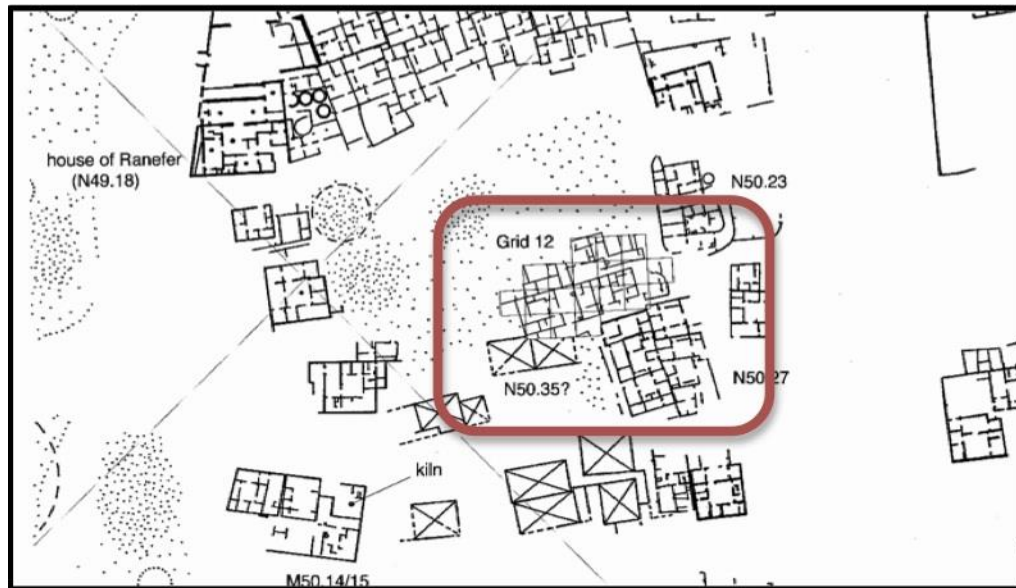 house of Ranefer
(N49.18)
N50.23
Grid 12
N50.35?
N50.27
kiln
M50.14/15